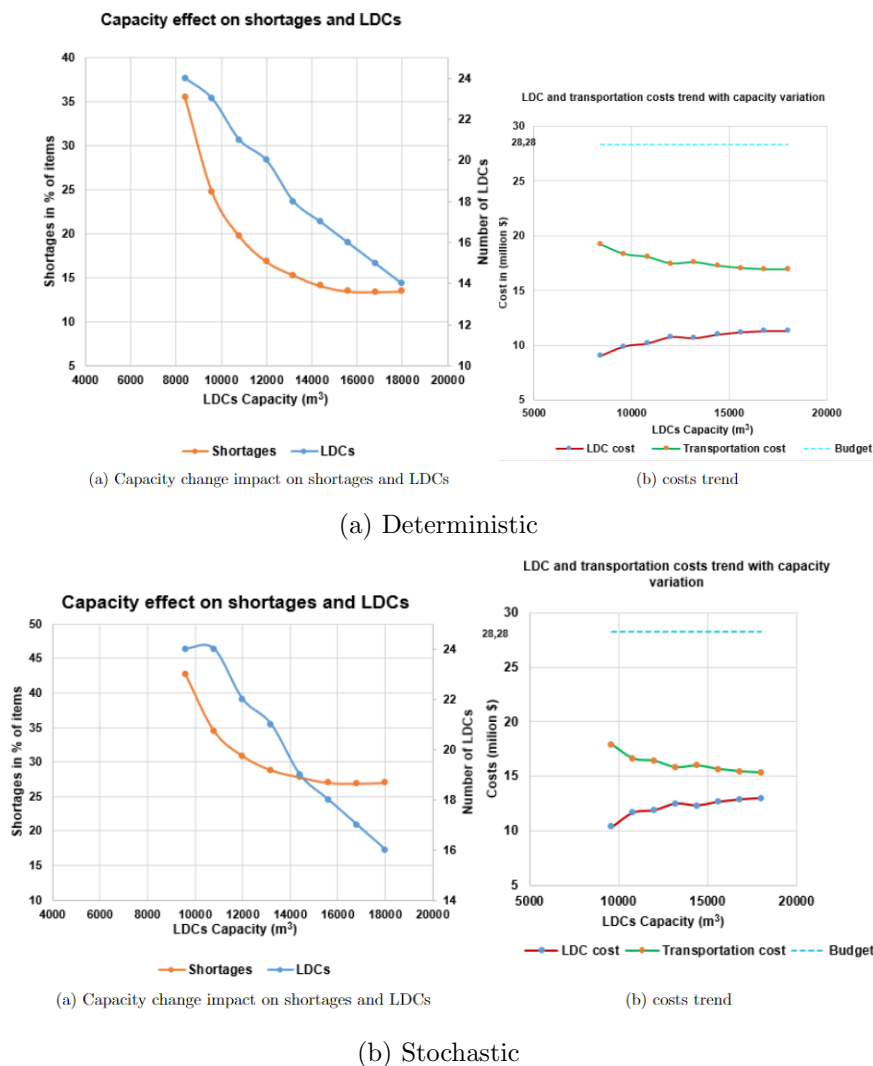 Capacity effect on shortages and LDCs
40
35
30
25
20
15
10
5
Shortages in % of items
24
22
20
18
16
14
12
10
Number of LDCs
4000 6000 8000 10000 12000 14000 16000 18000 20000
LDCs Capacity (m³)
Shortages LDCs
(a) Capacity change impact on shortages and LDCs
LDC and transportation costs trend with capacity variation
30
28,28
25
20
15
10
5
Cost in (million $)
5000 10000 15000 20000
LDCs Capacity (m³)
LDC cost Transportation cost Budget
(b) costs trend
(a) Deterministic
Capacity effect on shortages and LDCs
50
45
40
35
30
25
20
15
10
Shortages in % of items
24
22
20
18
16
14
Number of LDCs
4000 6000 8000 10000 12000 14000 16000 18000 20000
LDCs Capacity (m³)
Shortages LDCs
(a) Capacity change impact on shortages and LDCs
LDC and transportation costs trend with capacity
variation
30
28,28
25
20
15
10
5
Costs (milion $)
5000 10000 15000 20000
LDCs Capacity (m³)
LDC cost Transportation cost Budget
(b) costs trend
(b) Stochastic